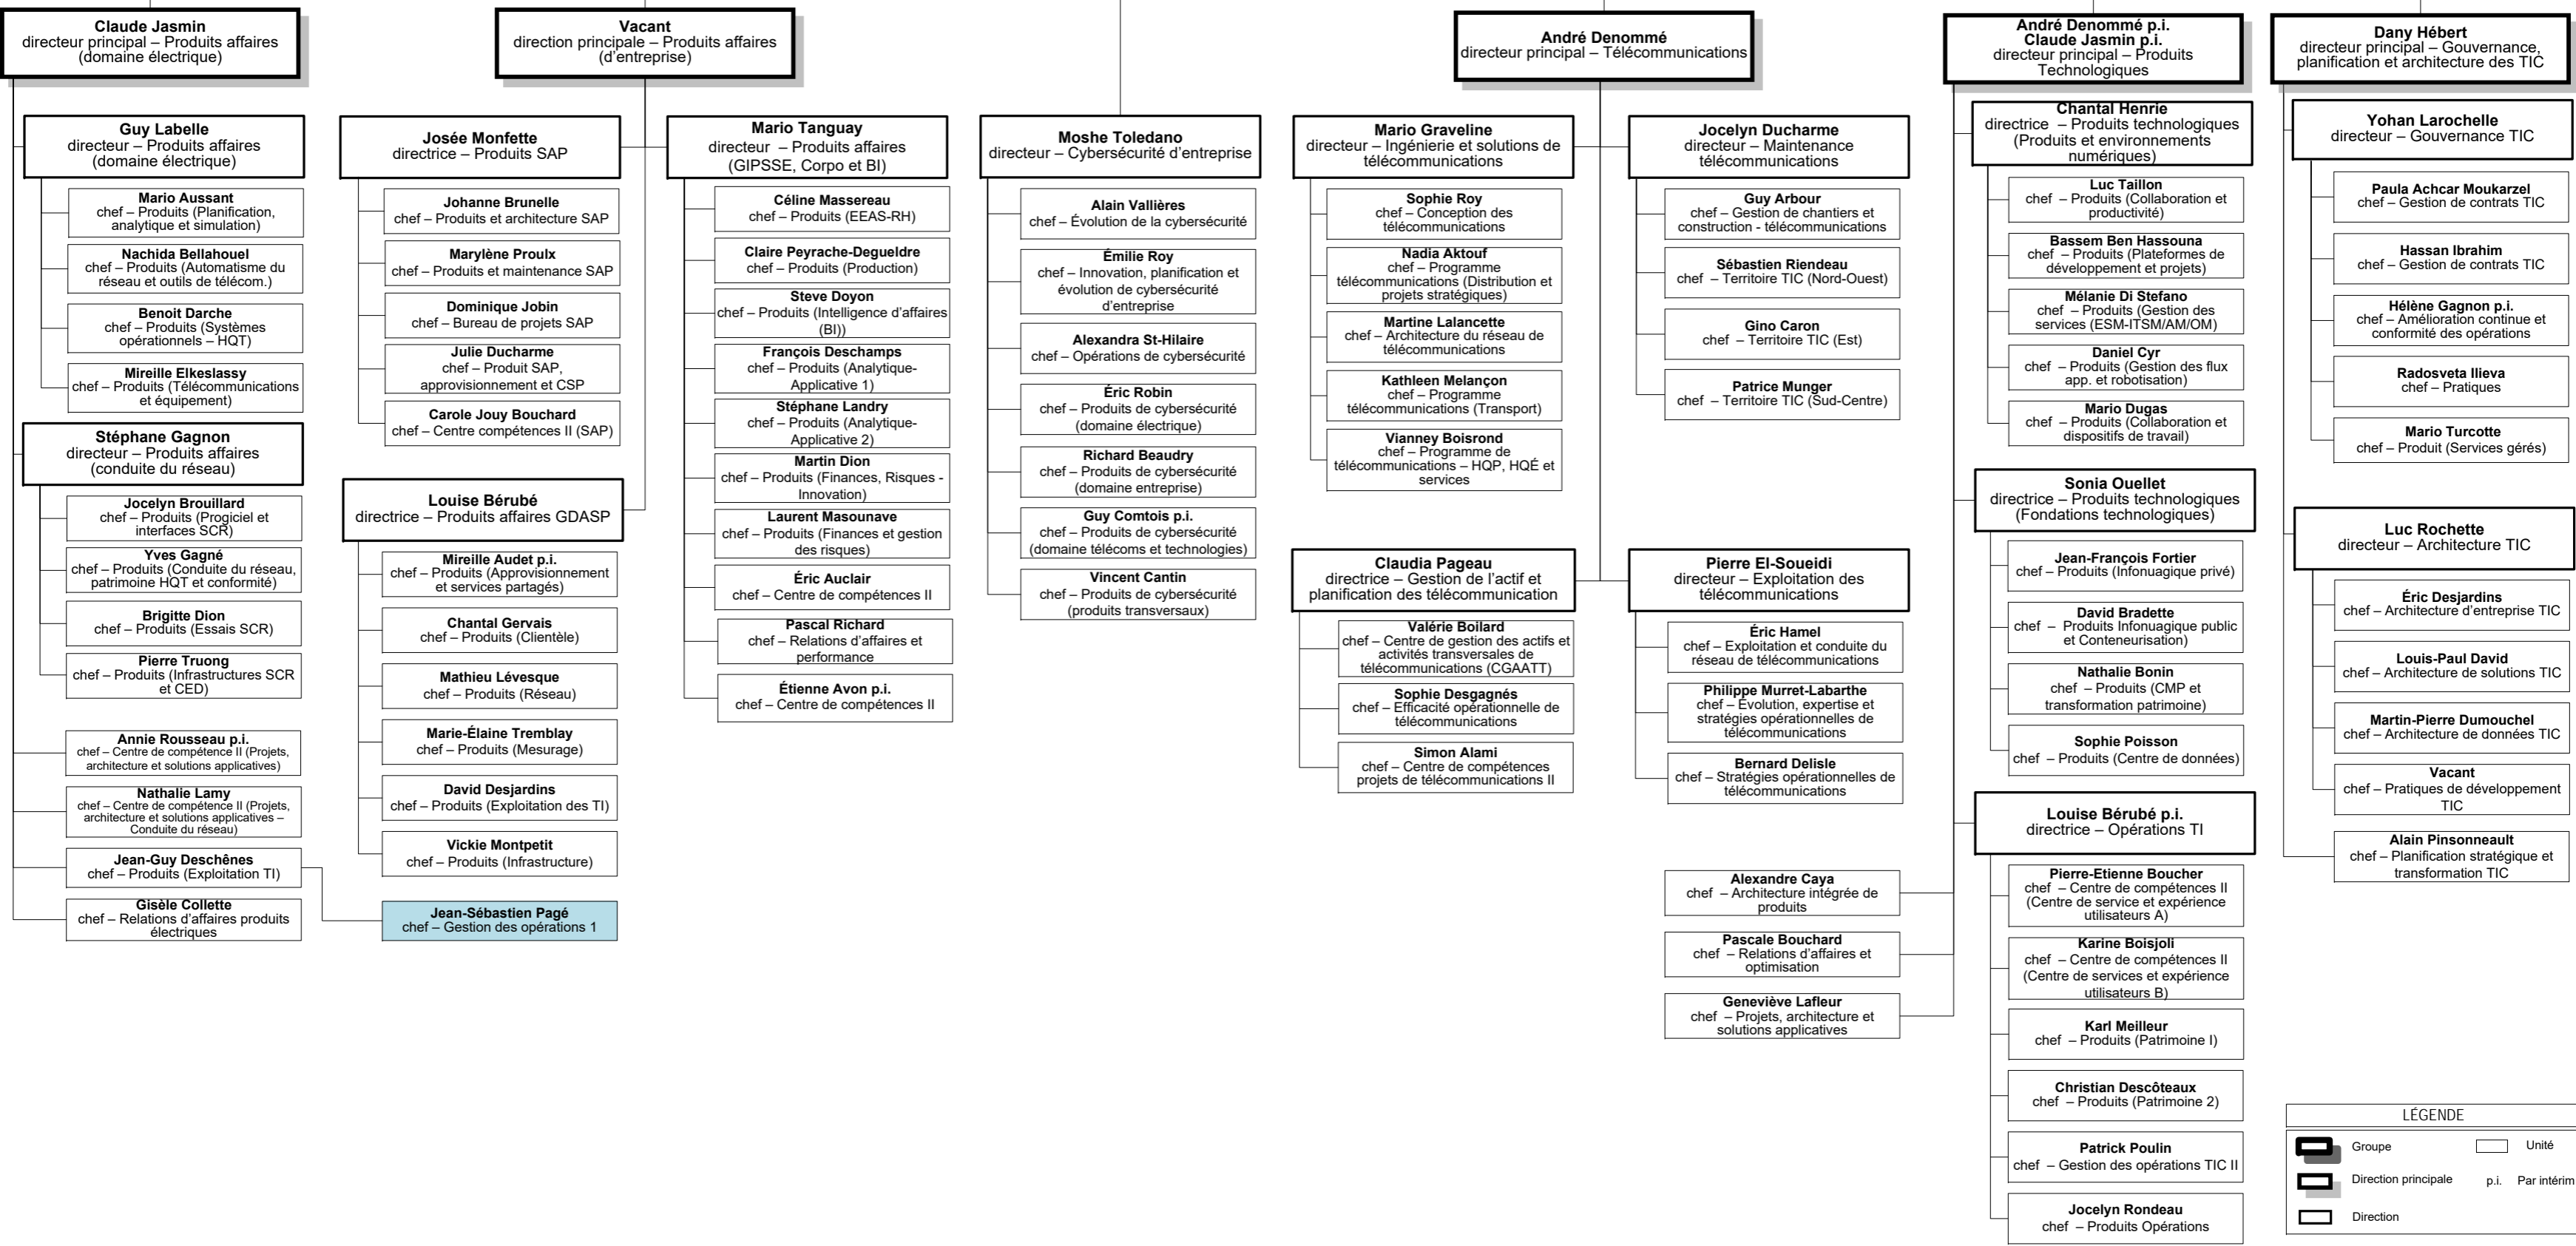 Claude Jasmin
directeur principal – Produits affaires
(domaine électrique)
Guy Labelle
directeur – Produits affaires
(domaine électrique)
Mario Aussant
chef – Produits (Planification,
analytique et simulation)
Nachida Bellahouel
chef – Produits (Automatisme du
réseau et outils de télécom.)
Benoit Darche
chef – Produits (Systèmes
opérationnels – HQT)
Mireille Elkeslassy
chef – Produits (Télécommunications
et équipement)
Stéphane Gagnon
directeur – Produits affaires
(conduite du réseau)
Jocelyn Brouillard
chef – Produits (Progiciel et
interfaces SCR)
Yves Gagné
chef – Produits (Conduite du réseau,
patrimoine HQT et conformité)
Brigitte Dion
chef – Produits (Essais SCR)
Pierre Truong
chef – Produits (Infrastructures SCR
et CED)
Annie Rousseau p.i.
chef – Centre de compétence II (Projets,
architecture et solutions applicatives)
Nathalie Lamy
chef – Centre de compétence II (Projets,
architecture et solutions applicatives –
Conduite du réseau)
Jean-Guy Deschênes
chef – Produits (Exploitation TI)
Gisèle Collette
chef – Relations d’affaires produits
électriques
Jean-Sébastien Pagé
chef – Gestion des opérations 1
Vacant
direction principale – Produits affaires
(d’entreprise)
Josée Monfette
directrice – Produits SAP
Johanne Brunelle
chef – Produits et architecture SAP
Marylène Proulx
chef – Produits et maintenance SAP
Dominique Jobin
chef – Bureau de projets SAP
Julie Ducharme
chef – Produit SAP,
approvisionnement et CSP
Carole Jouy Bouchard
chef – Centre compétences II (SAP)
Louise Bérubé
directrice – Produits affaires GDASP
Mireille Audet p.i.
chef – Produits (Approvisionnement
et services partagés)
Chantal Gervais
chef – Produits (Clientèle)
Mathieu Lévesque
chef – Produits (Réseau)
Marie-Élaine Tremblay
chef – Produits (Mesurage)
David Desjardins
chef – Produits (Exploitation des TI)
Vickie Montpetit
chef – Produits (Infrastructure)
Mario Tanguay
directeur – Produits affaires
(GIPSSE, Corpo et BI)
Céline Massereau
chef – Produits (EEAS-RH)
Claire Peyrache-Degueldre
chef – Produits (Production)
Steve Doyon
chef – Produits (Intelligence d’affaires
(BI))
François Deschamps
chef – Produits (Analytique-
Applicative 1)
Stéphane Landry
chef – Produits (Analytique-
Applicative 2)
Martin Dion
chef – Produits (Finances, Risques -
Innovation)
Laurent Masounave
chef – Produits (Finances et gestion
des risques)
Éric Auclair
chef – Centre de compétences II
Pascal Richard
chef – Relations d’affaires et
performance
Étienne Avon p.i.
chef – Centre de compétences II
Moshe Toledano
directeur – Cybersécurité d’entreprise
Alain Vallières
chef – Évolution de la cybersécurité
Émilie Roy
chef – Innovation, planification et
évolution de cybersécurité
d’entreprise
Alexandra St-Hilaire
chef – Opérations de cybersécurité
Éric Robin
chef – Produits de cybersécurité
(domaine électrique)
Richard Beaudry
chef – Produits de cybersécurité
(domaine entreprise)
Guy Comtois p.i.
chef – Produits de cybersécurité
(domaine télécoms et technologies)
Vincent Cantin
chef – Produits de cybersécurité
(produits transversaux)
André Denommé
directeur principal – Télécommunications
Mario Graveline
directeur – Ingénierie et solutions de
télécommunications
Sophie Roy
chef – Conception des
télécommunications
Nadia Aktouf
chef – Programme
télécommunications (Distribution et
projets stratégiques)
Martine Lalancette
chef – Architecture du réseau de
télécommunications
Kathleen Melançon
chef – Programme
télécommunications (Transport)
Vianney Boisrond
chef – Programme de
télécommunications – HQP, HQÉ et
services
Jocelyn Ducharme
directeur – Maintenance
télécommunications
Guy Arbour
chef – Gestion de chantiers et
construction - télécommunications
Sébastien Riendeau
chef – Territoire TIC (Nord-Ouest)
Gino Caron
chef – Territoire TIC (Est)
Patrice Munger
chef – Territoire TIC (Sud-Centre)
Claudia Pageau
directrice – Gestion de l’actif et
planification des télécommunication
Valérie Boilard
chef – Centre de gestion des actifs et
activités transversales de
télécommunications (CGAATT)
Sophie Desgagnés
chef – Efficacité opérationnelle de
télécommunications
Simon Alami
chef – Centre de compétences
projets de télécommunications II
Pierre El-Soueidi
directeur – Exploitation des
télécommunications
Éric Hamel
chef – Exploitation et conduite du
réseau de télécommunications
Philippe Murret-Labarthe
chef – Évolution, expertise et
stratégies opérationnelles de
télécommunications
Bernard Delisle
chef – Stratégies opérationnelles de
télécommunications
André Denommé p.i.
Claude Jasmin p.i.
directeur principal – Produits
Technologiques
Chantal Henrie
directrice – Produits technologiques
(Produits et environnements
numériques)
Luc Taillon
chef – Produits (Collaboration et
productivité)
Bassem Ben Hassouna
chef – Produits (Plateformes de
développement et projets)
Mélanie Di Stefano
chef – Produits (Gestion des
services (ESM-ITSM/AM/OM)
Daniel Cyr
chef – Produits (Gestion des flux
app. et robotisation)
Mario Dugas
chef – Produits (Collaboration et
dispositifs de travail)
Sonia Ouellet
directrice – Produits technologiques
(Fondations technologiques)
Jean-François Fortier
chef – Produits (Infonuagique privé)
David Bradette
chef – Produits Infonuagique public
et Conteneurisation)
Nathalie Bonin
chef – Produits (CMP et
transformation patrimoine)
Sophie Poisson
chef – Produits (Centre de données)
Louise Bérubé p.i.
directrice – Opérations TI
Pierre-Etienne Boucher
chef – Centre de compétences II
(Centre de service et expérience
utilisateurs A)
Karine Boisjoli
chef – Centre de compétences II
(Centre de services et expérience
utilisateurs B)
Karl Meilleur
chef – Produits (Patrimoine I)
Christian Descôteaux
chef – Produits (Patrimoine 2)
Patrick Poulin
chef – Gestion des opérations TIC II
Jocelyn Rondeau
chef – Produits Opérations
Alexandre Caya
chef – Architecture intégrée de
produits
Pascale Bouchard
chef – Relations d’affaires et
optimisation
Geneviève Lafleur
chef – Projets, architecture et
solutions applicatives
Dany Hébert
directeur principal – Gouvernance,
planification et architecture des TIC
Yohan Larochelle
directeur – Gouvernance TIC
Paula Achcar Moukarzel
chef – Gestion de contrats TIC
Hassan Ibrahim
chef – Gestion de contrats TIC
Hélène Gagnon p.i.
chef – Amélioration continue et
conformité des opérations
Radosveta Ilieva
chef – Pratiques
Mario Turcotte
chef – Produit (Services gérés)
Luc Rochette
directeur – Architecture TIC
Éric Desjardins
chef – Architecture d’entreprise TIC
Louis-Paul David
chef – Architecture de solutions TIC
Martin-Pierre Dumouchel
chef – Architecture de données TIC
Vacant
chef – Pratiques de développement
TIC
Alain Pinsonneault
chef – Planification stratégique et
transformation TIC
LÉGENDE
Groupe
Unité
Direction principale
p.i. Par intérim
Direction